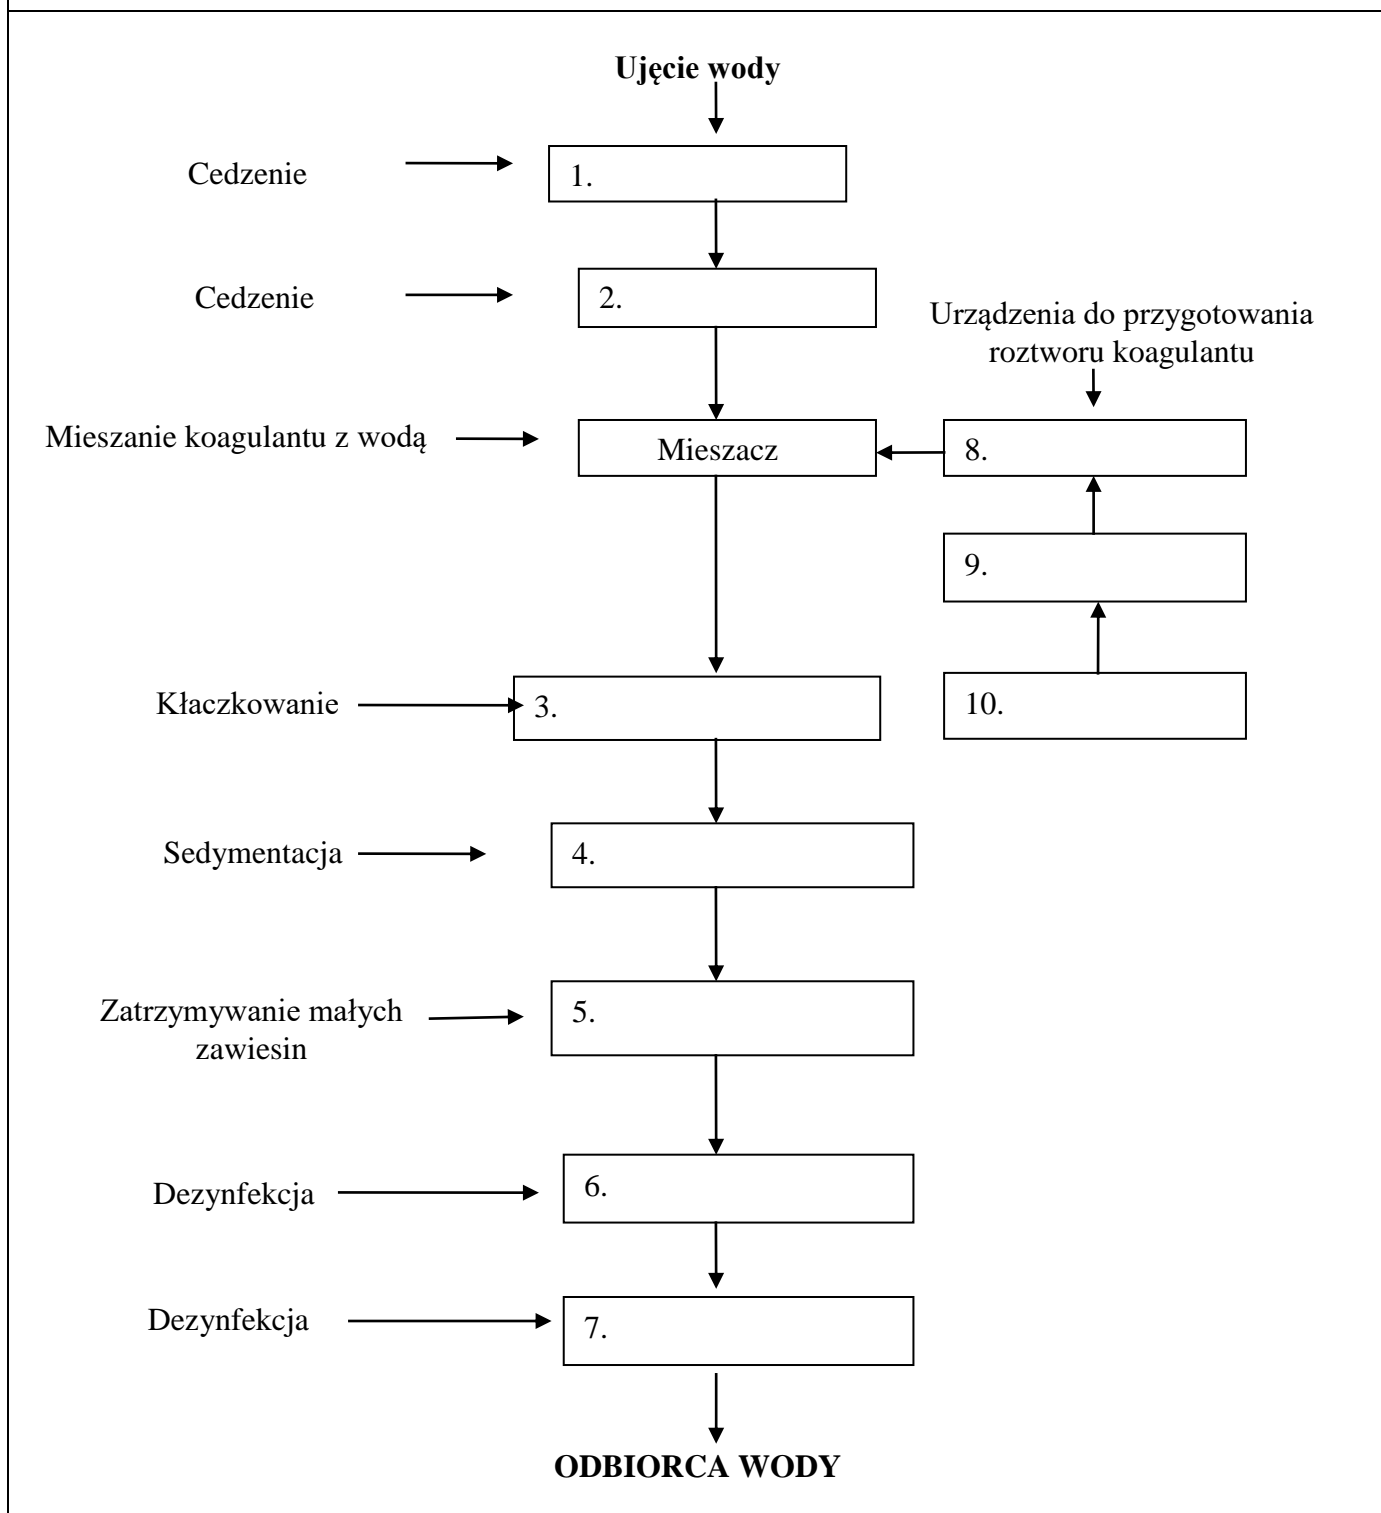 Ujęcie wody
Cedzenie
1.
Cedzenie
2.
Urządzenia do przygotowania
roztworu koagulantu
Mieszanie koagulantu z wodą
Mieszacz
8.
9.
Kłaczkowanie
3.
10.
Sedymentacja
4.
Zatrzymywanie małych
zawiesin
5.
Dezynfekcja
6.
Dezynfekcja
7.
ODBIORCA WODY